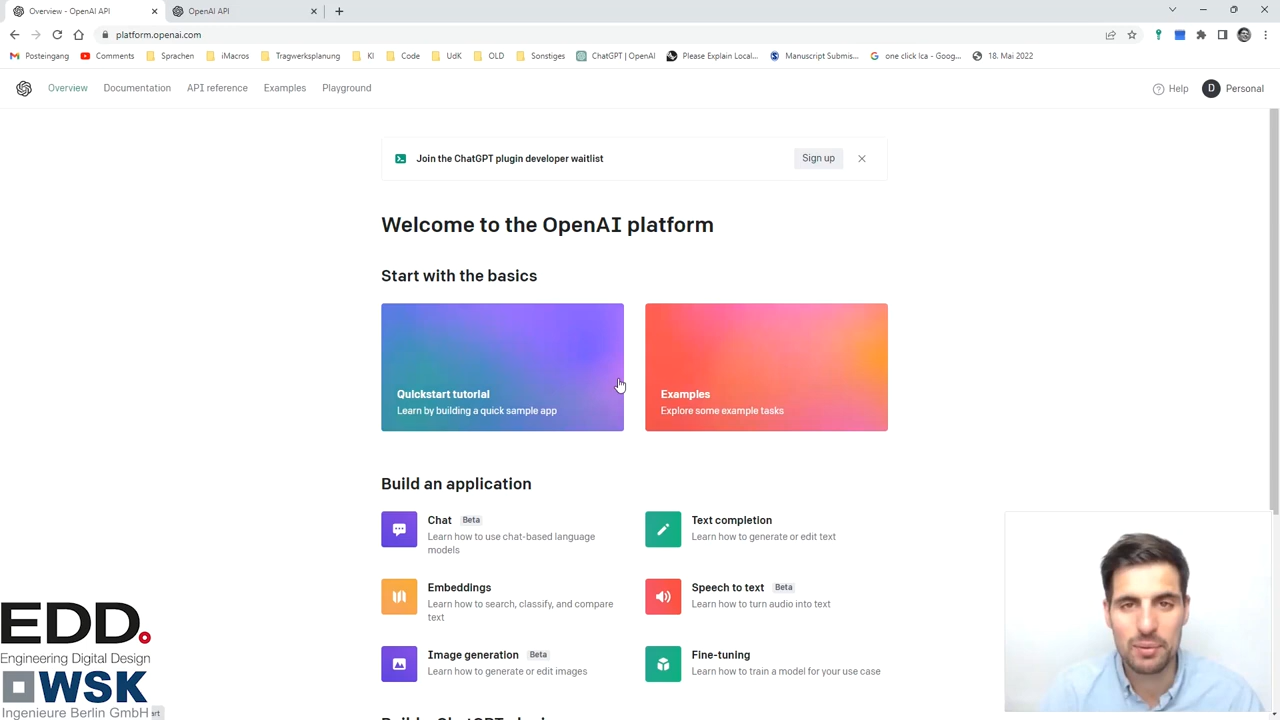 Overview - OpenAI API
OpenAI API
platform.openai.com
Posteingang
Comments
Sprachen
iMacros
Tragwerksplanung
KI
Code
UdK
OLD
Sonstiges
ChatGPT | OpenAI
Please Explain Local...
Manuscript Submis...
one click lca - Goog...
18. Mai 2022
Overview
Documentation
API reference
Examples
Playground
Help
D
Personal
Join the ChatGPT plugin developer waitlist
Sign up
Welcome to the OpenAI platform
Start with the basics
Quickstart tutorial
Learn by building a quick sample app
Examples
Explore some example tasks
Build an application
Chat Beta
Learn how to use chat-based language
models
Text completion
Learn how to generate or edit text
Embeddings
Learn how to search, classify, and compare
text
Speech to text Beta
Learn how to turn audio into text
Image generation Beta
Learn how to generate or edit images
Fine-tuning
Learn how to train a model for your use case
EDD.
Engineering Digital Design
WSK
Ingenieure Berlin GmbH